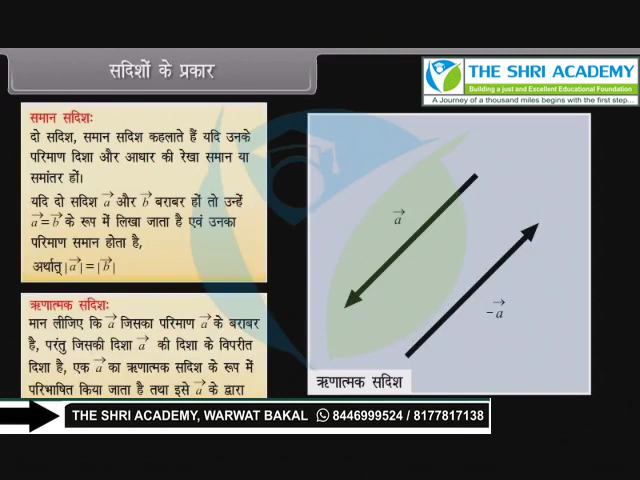 सदिशों के प्रकार
THE SHRI ACADEMY
Building a just and Excellent Educational Foundation
A Journey of a thousand miles begins with the first step...
समान सदिशः
दो सदिश, समान सदिश कहलाते हैं यदि उनके
परिमाण दिशा और आधार की रेखा समान या
समांतर हों।
यदि दो सदिश a⃗ और b⃗ बराबर हों तो उन्हें
a⃗=b⃗ के रूप में लिखा जाता है एवं उनका
परिमाण समान होता है,
अर्थात् |a⃗| = |b⃗|
ऋणात्मक सदिशः
मान लीजिए कि a⃗ जिसका परिमाण a⃗ के बराबर
है, परंतु जिसकी दिशा a⃗ की दिशा के विपरीत
दिशा है, एक a⃗ का ऋणात्मक सदिश के रूप में
परिभाषित किया जाता है तथा इसे a⃗ के द्वारा
a⃗
−a⃗
ऋणात्मक सदिश
THE SHRI ACADEMY, WARWAT BAKAL 8446999524 / 8177817138